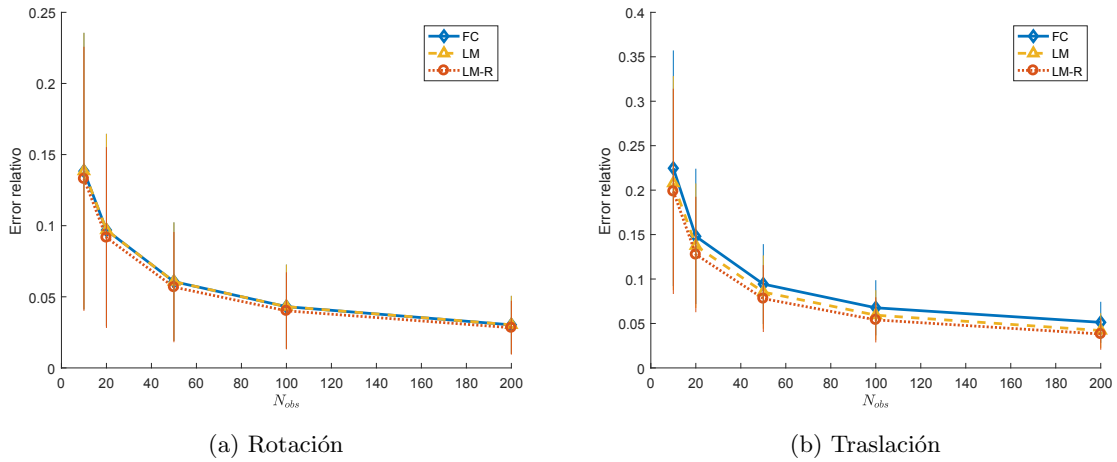 0.25
0.2
0.15
0.1
0.05
0
Error relativo
0 20 40 60 80 100 120 140 160 180 200
N_obs
FC
LM
LM-R
(a) Rotación
0.4
0.35
0.3
0.25
0.2
0.15
0.1
0.05
0
Error relativo
0 20 40 60 80 100 120 140 160 180 200
N_obs
FC
LM
LM-R
(b) Traslación